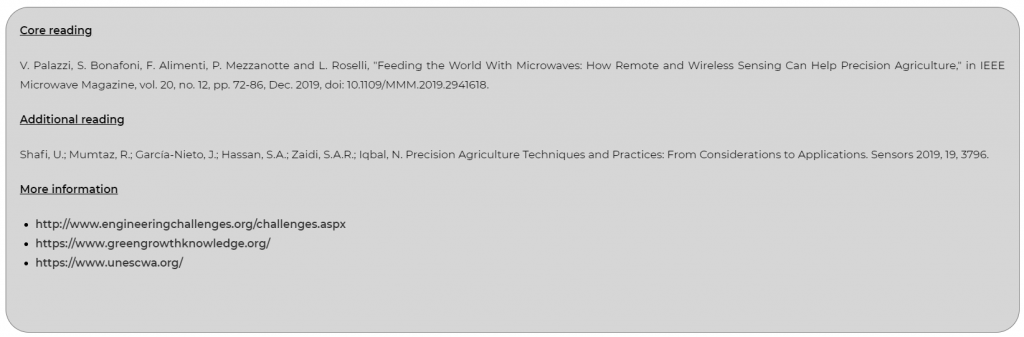 Core reading
V. Palazzi, S. Bonafoni, F. Alimenti, P. Mezzanotte and L. Roselli, "Feeding the World With Microwaves: How Remote and Wireless Sensing Can Help Precision Agriculture," in IEEE
Microwave Magazine, vol. 20, no. 12, pp. 72-86, Dec. 2019, doi: 10.1109/MMM.2019.2941618.
Additional reading
Shafi, U.; Mumtaz, R.; García-Nieto, J.; Hassan, S.A.; Zaidi, S.A.R.; Iqbal, N. Precision Agriculture Techniques and Practices: From Considerations to Applications. Sensors 2019, 19, 3796.
More information
• http://www.engineeringchallenges.org/challenges.aspx
• https://www.greengrowthknowledge.org/
• https://www.unescwa.org/